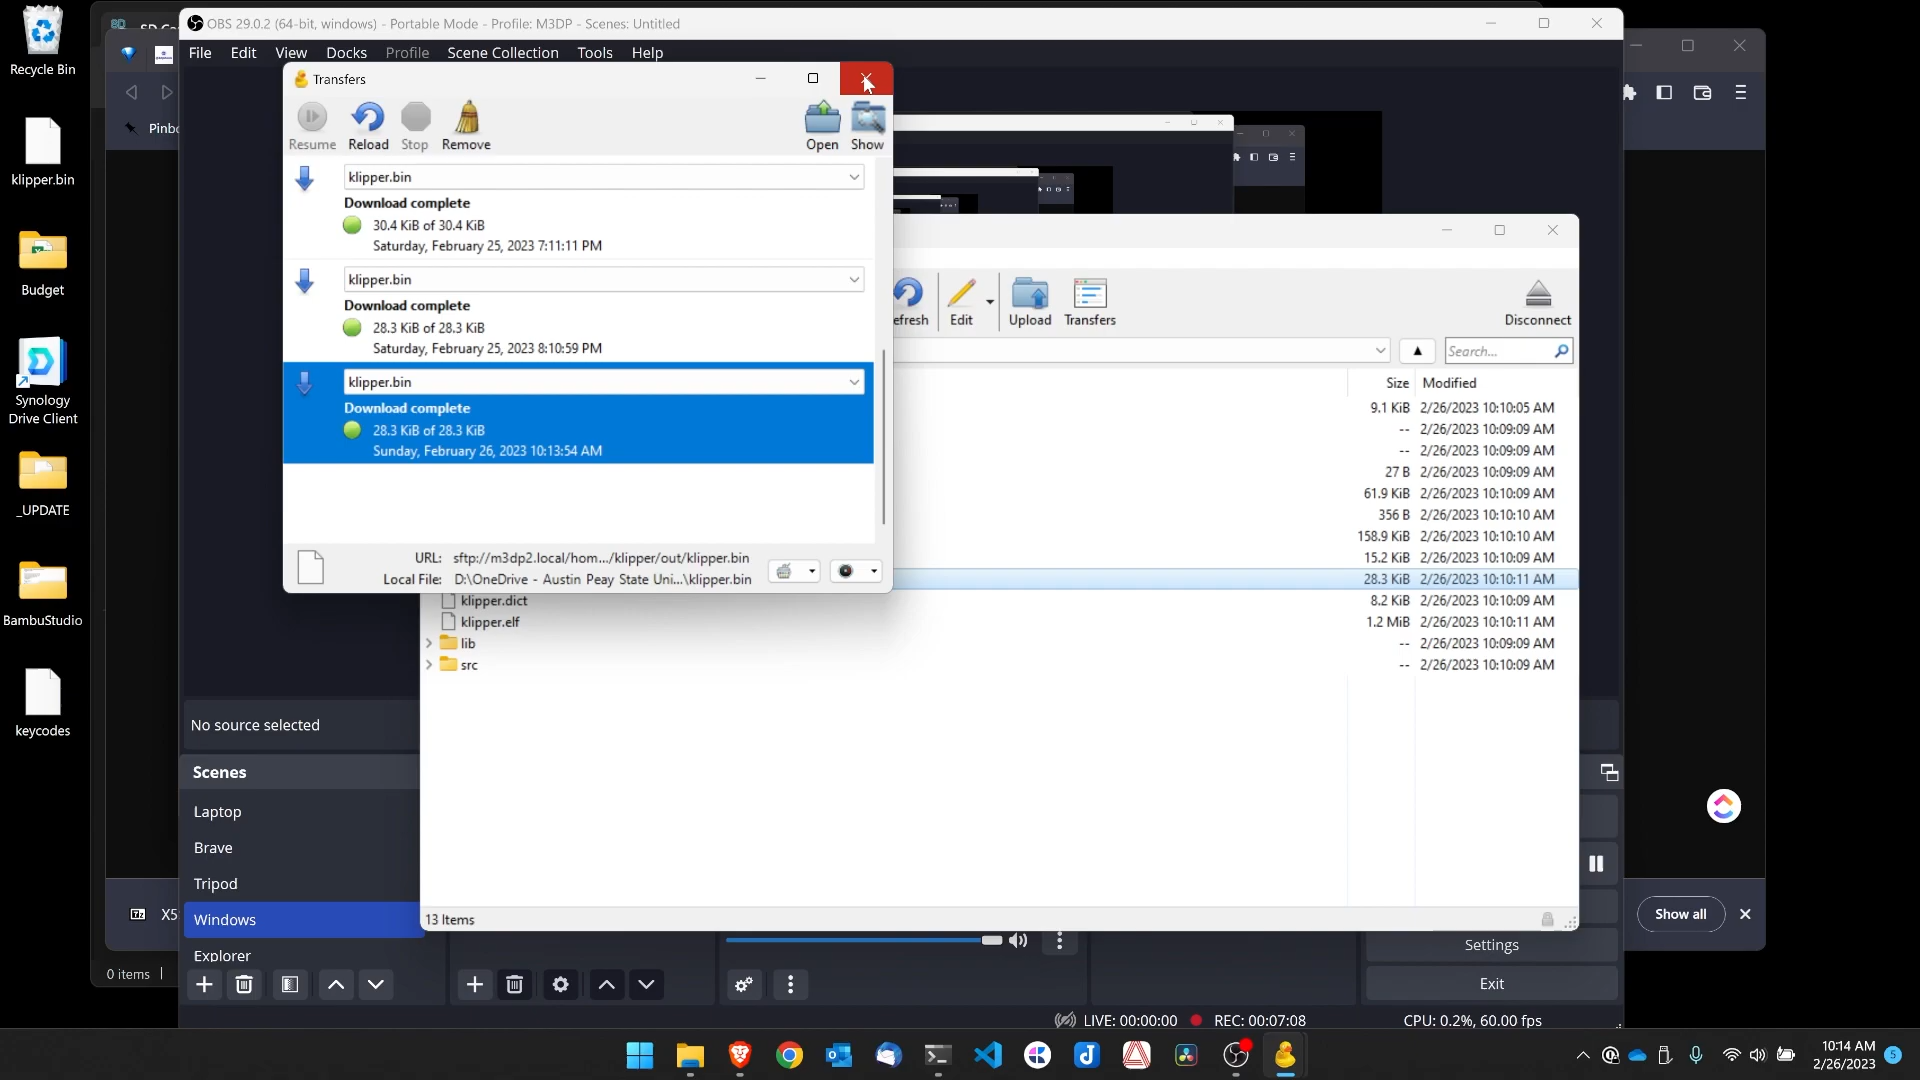 Recycle Bin
klipper.bin
Budget
Synology
Drive Client
_UPDATE
BambuStudio
keycodes
OBS 29.0.2 (64-bit, windows) - Portable Mode - Profile: M3DP - Scenes: Untitled
File Edit View Docks Profile Scene Collection Tools Help
Transfers
Resume Reload Stop Remove Open Show
klipper.bin
Download complete
30.4 KiB of 30.4 KiB
Saturday, February 25, 2023 7:11:11 PM
klipper.bin
Download complete
28.3 KiB of 28.3 KiB
Saturday, February 25, 2023 8:10:59 PM
klipper.bin
Download complete
28.3 KiB of 28.3 KiB
Sunday, February 26, 2023 10:13:54 AM
URL: sftp://m3dp2.local/hom.../klipper/out/klipper.bin
Local File: D:\OneDrive - Austin Peay State Uni...\klipper.bin
Edit Upload Transfers Disconnect
Search...
Size Modified
9.1 KiB 2/26/2023 10:10:05 AM
-- 2/26/2023 10:09:09 AM
-- 2/26/2023 10:09:09 AM
27 B 2/26/2023 10:09:09 AM
61.9 KiB 2/26/2023 10:10:09 AM
356 B 2/26/2023 10:10:10 AM
158.9 KiB 2/26/2023 10:10:10 AM
15.2 KiB 2/26/2023 10:10:09 AM
28.3 KiB 2/26/2023 10:10:11 AM
klipper.dict 8.2 KiB 2/26/2023 10:10:09 AM
klipper.elf 1.2 MiB 2/26/2023 10:10:11 AM
lib -- 2/26/2023 10:09:09 AM
src -- 2/26/2023 10:10:09 AM
13 Items
No source selected
Scenes
Laptop
Brave
Tripod
Windows
Explorer
X5
Show all
0 items
Settings
Exit
LIVE: 00:00:00 REC: 00:07:08 CPU: 0.2%, 60.00 fps
10:14 AM
2/26/2023
5